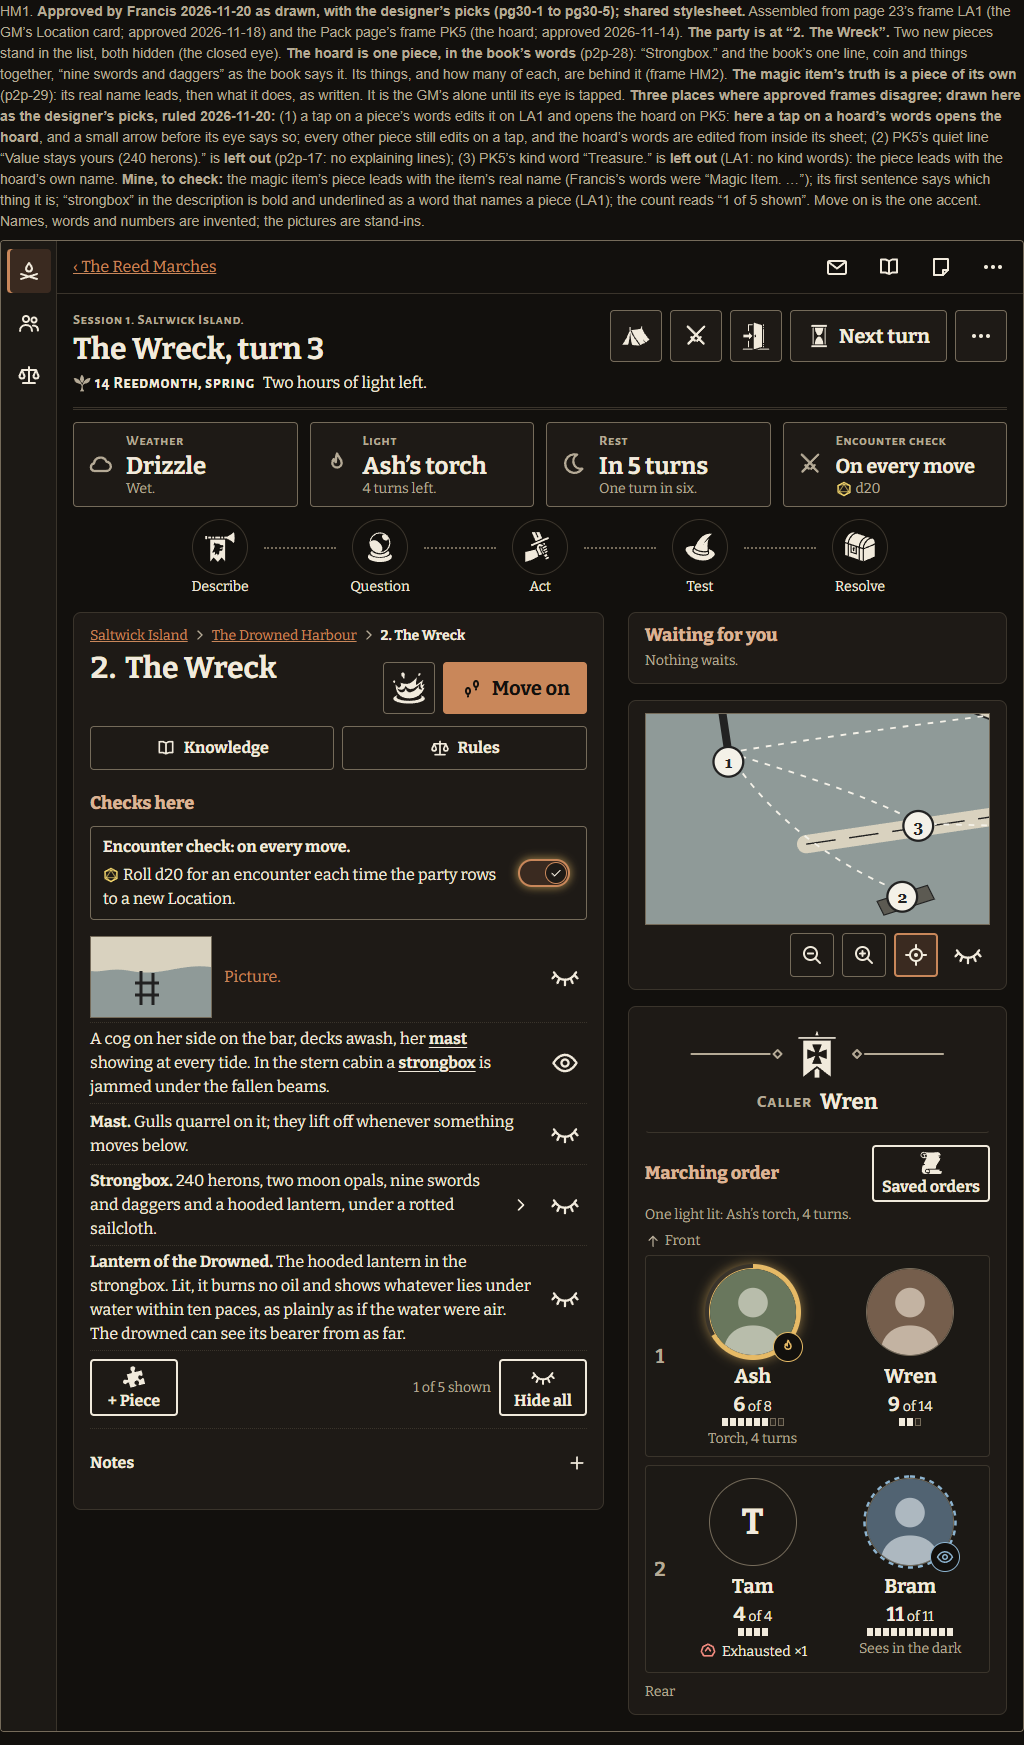 HM1. Approved by Francis 2026-11-20 as drawn, with the designer's picks (pg30-1 to pg30-5); shared stylesheet. Assembled from page 23's frame LA1 (the
GM's Location card; approved 2026-11-18) and the Pack page's frame PK5 (the hoard; approved 2026-11-14). The party is at “2. The Wreck”. Two new pieces
stand in the list, both hidden (the closed eye). The hoard is one piece, in the book's words (p2p-28): “Strongbox.” and the book's one line, coin and things
together, “nine swords and daggers” as the book says it. Its things, and how many of each, are behind it (frame HM2). The magic item's truth is a piece of its own
(p2p-29): its real name leads, then what it does, as written. It is the GM's alone until its eye is tapped. Three places where approved frames disagree; drawn here
as the designer's picks, ruled 2026-11-20: (1) a tap on a piece's words edits it on LA1 and opens the hoard on PK5: here a tap on a hoard's words opens the
hoard, and a small arrow before its eye says so; every other piece still edits on a tap, and the hoard's words are edited from inside its sheet; (2) PK5's quiet line
“Value stays yours (240 herons).” is left out (p2p-17: no explaining lines); (3) PK5's kind word “Treasure.” is left out (LA1: no kind words): the piece leads with the
hoard's own name. Mine, to check: the magic item's piece leads with the item's real name (Francis's words were “Magic Item. …”); its first sentence says which
thing it is; “strongbox” in the description is bold and underlined as a word that names a piece (LA1); the count reads “1 of 5 shown”. Move on is the one accent.
Names, words and numbers are invented; the pictures are stand-ins.
‹ The Reed Marches
Session 1. Saltwick Island.
The Wreck, turn 3
14 Reedmonth, spring Two hours of light left.
Next turn
Weather
Drizzle
Wet.
Light
Ash's torch
4 turns left.
Rest
In 5 turns
One turn in six.
Encounter check
On every move
d20
Describe
Question
Act
Test
Resolve
Saltwick Island > The Drowned Harbour > 2. The Wreck
2. The Wreck
Move on
Knowledge
Rules
Checks here
Encounter check: on every move.
Roll d20 for an encounter each time the party rows
to a new Location.
Picture.
A cog on her side on the bar, decks awash, her mast
showing at every tide. In the stern cabin a strongbox is
jammed under the fallen beams.
Mast. Gulls quarrel on it; they lift off whenever something
moves below.
Strongbox. 240 herons, two moon opals, nine swords
and daggers and a hooded lantern, under a rotted
sailcloth.
Lantern of the Drowned. The hooded lantern in the
strongbox. Lit, it burns no oil and shows whatever lies under
water within ten paces, as plainly as if the water were air.
The drowned can see its bearer from as far.
+ Piece
1 of 5 shown
Hide all
Notes
Waiting for you
Nothing waits.
1
3
2
Caller Wren
Marching order
Saved orders
One light lit: Ash's torch, 4 turns.
↑ Front
1
Ash
6 of 8
Torch, 4 turns
Wren
9 of 14
2
T
Tam
4 of 4
Exhausted ×1
Bram
11 of 11
Sees in the dark
Rear